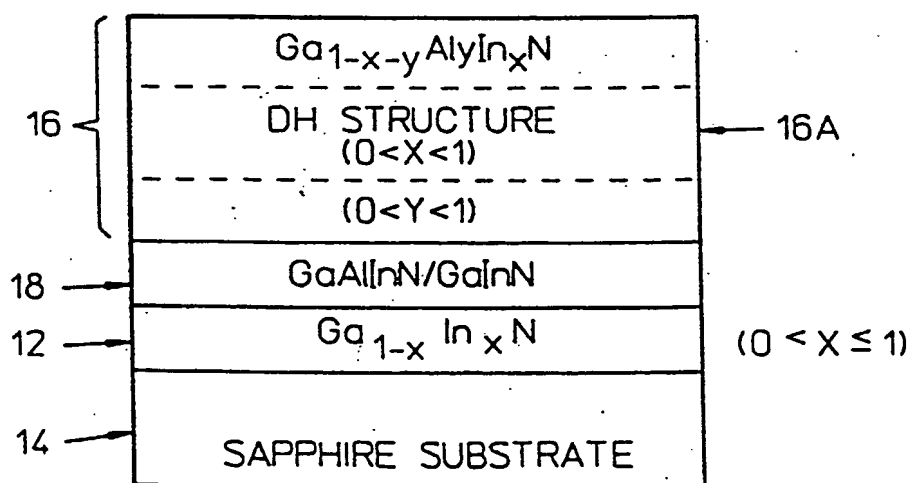 Ga1-x-yAlyInxN
16
DH STRUCTURE
(0<X<1)
16A
(0<Y<1)
18
GaAlInN/GaInN
12
Ga1-x InxN
(0 < X ≤ 1)
14
SAPPHIRE SUBSTRATE